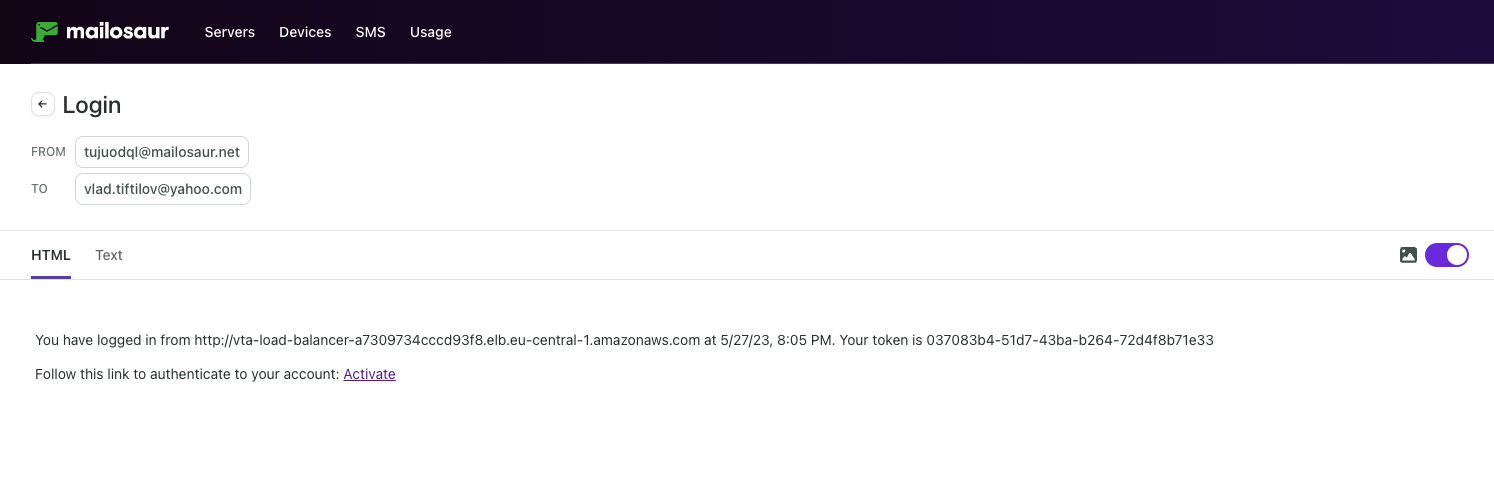 mailosaur Servers Devices SMS Usage
Login
FROM tujuodql@mailosaur.net
TO vlad.tiftilov@yahoo.com
HTML Text
You have logged in from http://vta-load-balancer-a7309734cccd93f8.elb.eu-central-1.amazonaws.com at 5/27/23, 8:05 PM. Your token is 037083b4-51d7-43ba-b264-72d4f8b71e33
Follow this link to authenticate to your account: Activate